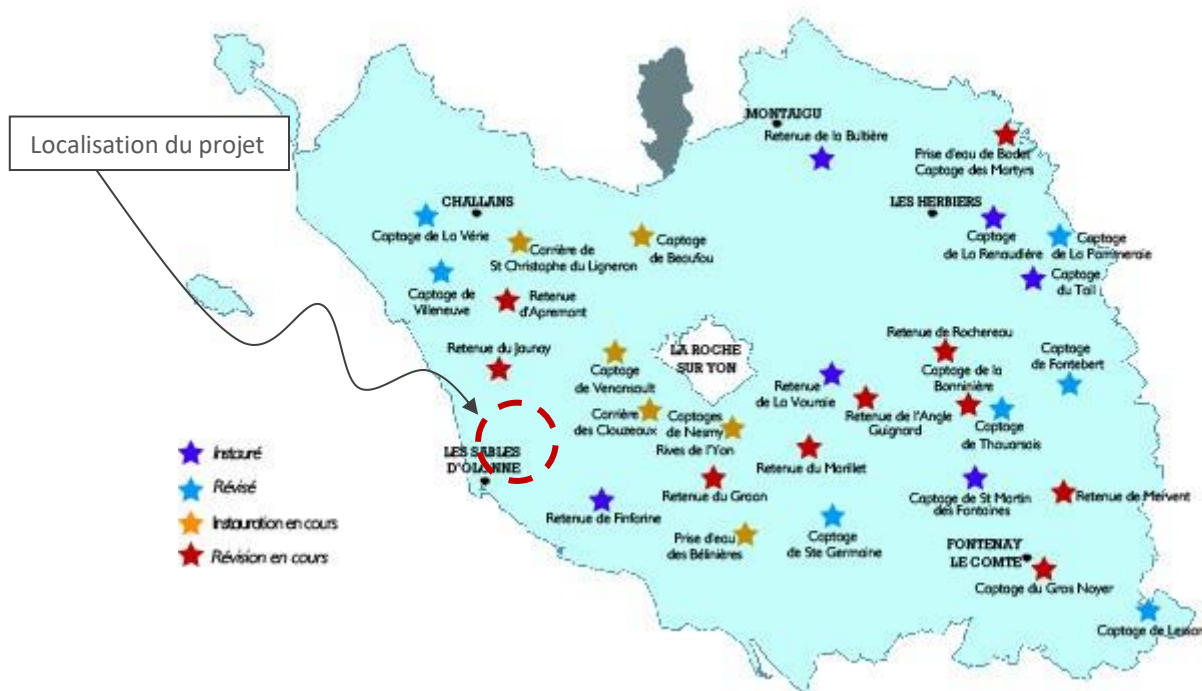 Localisation du projet
MONTAIGU
Retenue de la Bultière
Prise d'eau de Badet
Captage des Martyrs
CHALLANS
Captage de La Vérie
Carrière de
St Christophe du Ligneron
Captage
de Beaufou
LES HERBIERS
Captage
de La Renaudière
Captage
de La Pommeraie
Captage
du Tail
Captage de
Villeneuve
Retenue
d'Apremont
Retenue du Jaunay
Captage
de Venansault
LA ROCHE
SUR YON
Retenue
de La Vouraie
Retenue de Rochereau
Captage de la
Bonninière
Captage
de Fontebert
Carrière
des Clouzeaux
Captages
de Nesmy
Rives de l'Yon
Retenue de l'Angle
Guignard
Captage
de Thouarsais
LES SABLES
D'OLONNE
Retenue du Marillet
Retenue du Graon
Retenue de Finfarine
Captage de St Martin
des Fontaines
Retenue de Mervent
Prise d'eau
des Bélinières
Captage
de Ste Germaine
FONTENAY
LE COMTE
Captage du Gros Noyer
Captage de Lesson
Instauré
Révisé
Instauration en cours
Révision en cours